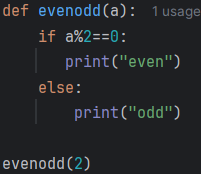 def evenodd(a): 1 usage
    if a%2==0:
        print("even")
    else:
         print("odd")

evenodd(2)